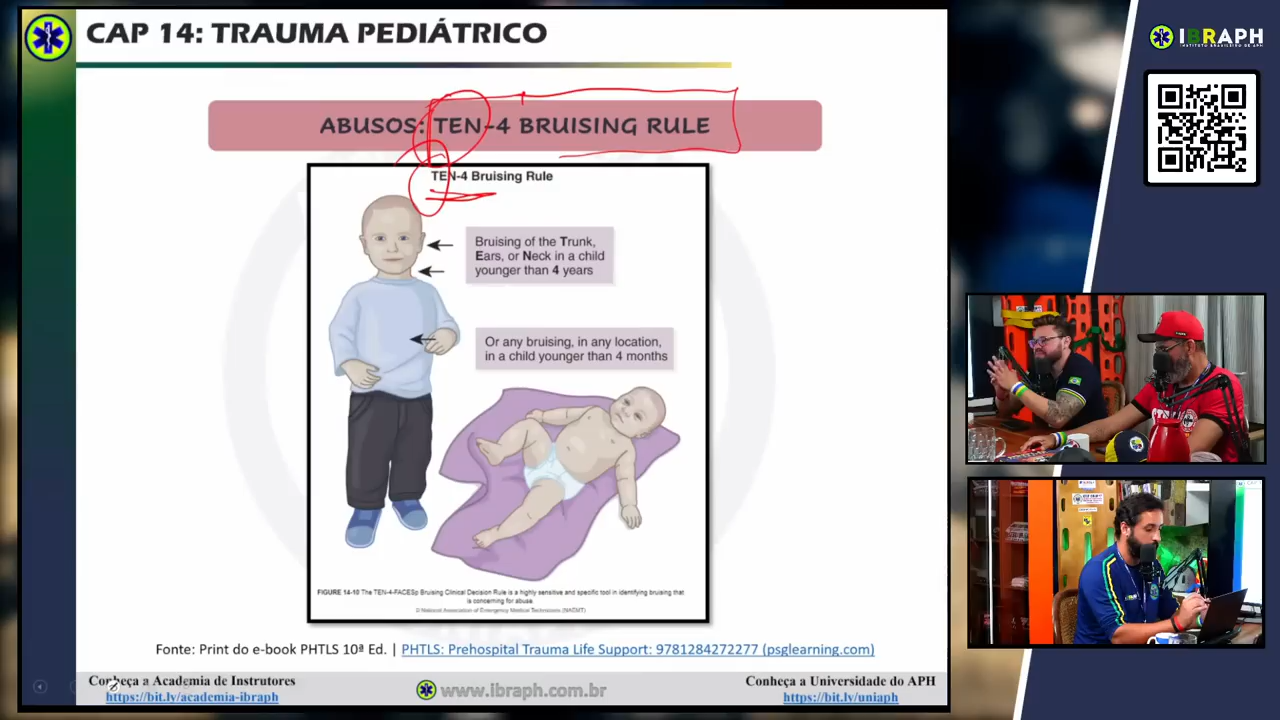 CAP 14: TRAUMA PEDIÁTRICO
IBRAPH
INSTITUTO BRASILEIRO DE APH
ABUSOS: TEN-4 BRUISING RULE
TEN-4 Bruising Rule
Bruising of the Trunk,
Ears, or Neck in a child
younger than 4 years
Or any bruising, in any location,
in a child younger than 4 months
FIGURE 14-10 The TEN-4-FACESp Bruising Clinical Decision Rule is a highly sensitive and specific tool in identifying bruising that
is concerning for abuse.
© National Association of Emergency Medical Technicians (NAEMT)
Fonte: Print do e-book PHTLS 10ª Ed. | PHTLS: Prehospital Trauma Life Support: 9781284272277 (psglearning.com)
Conheça a Academia de Instrutores
https://bit.ly/academia-ibraph
www.ibraph.com.br
Conheça a Universidade do APH
https://bit.ly/uniaph